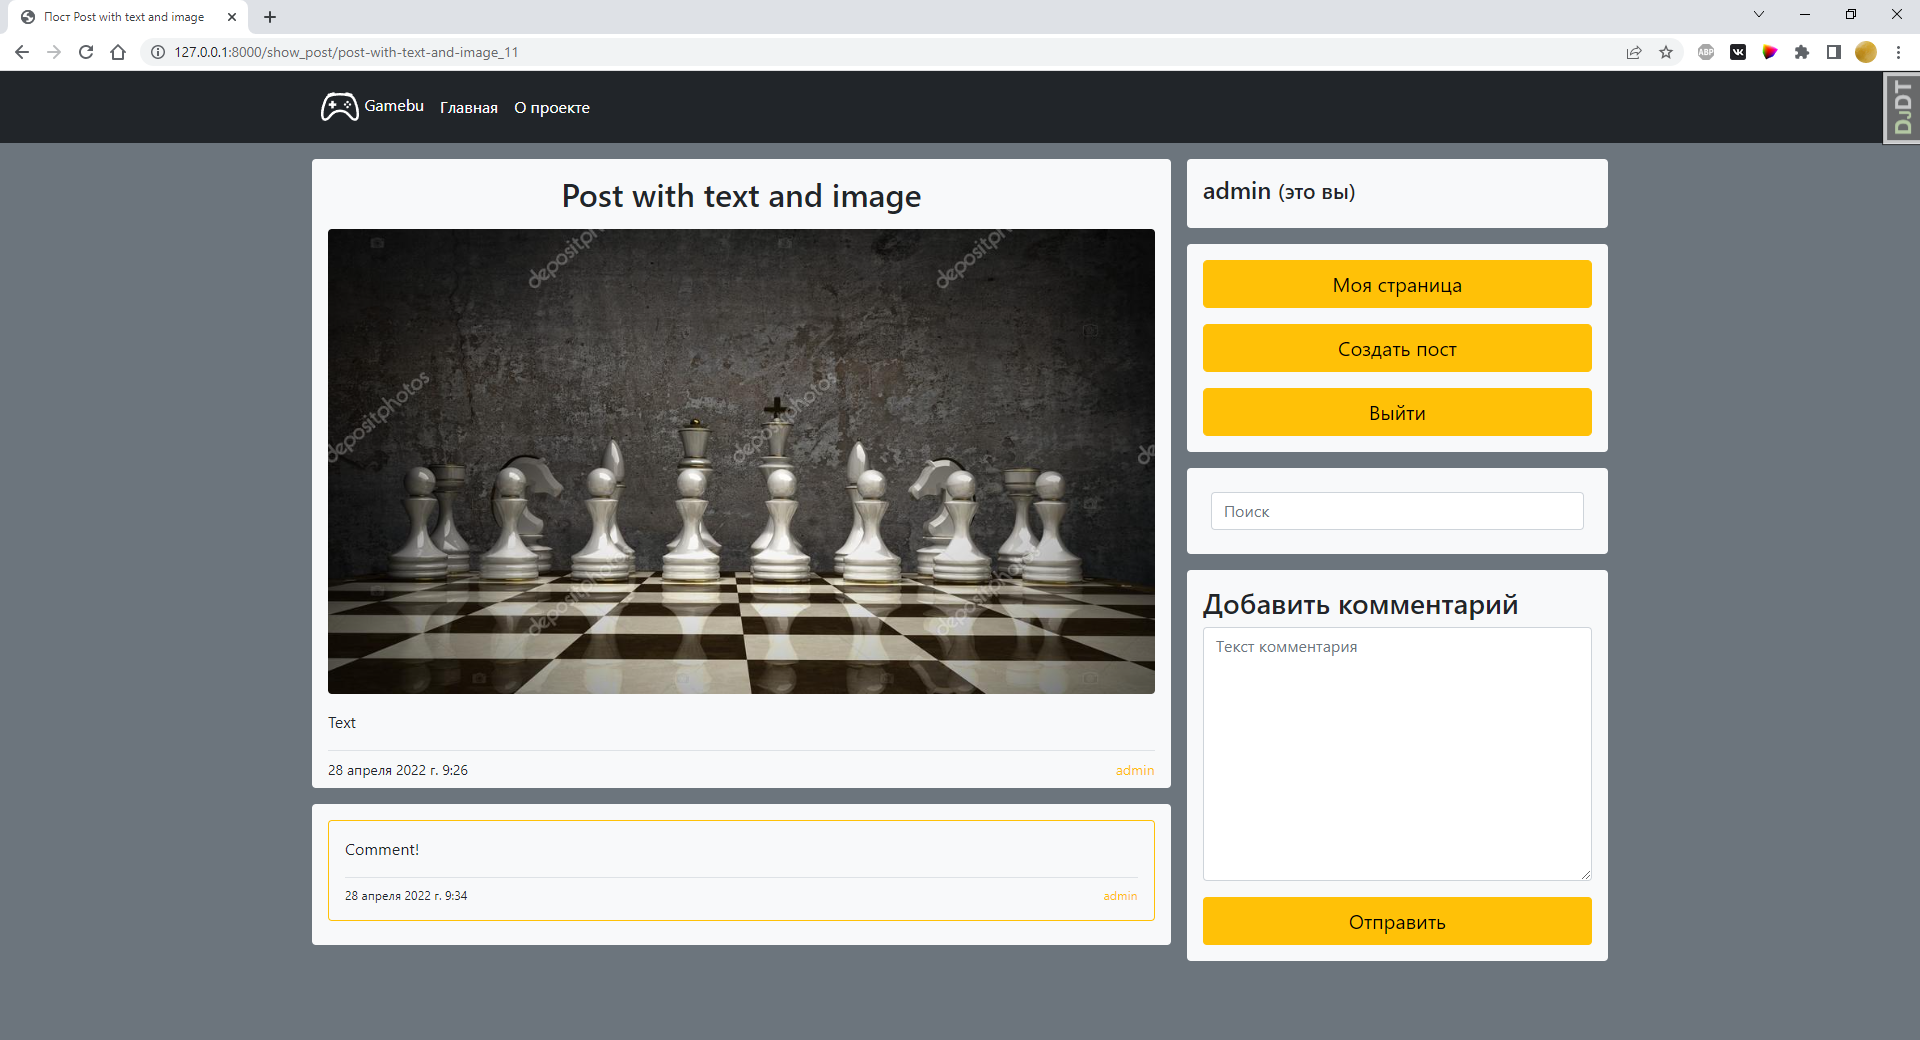 Пост Post with text and image
127.0.0.1:8000/show_post/post-with-text-and-image_11
ABP
Gamebu
Главная
О проекте
DJDT
Post with text and image
depositphotos
depositphotos
depositphotos
depositphotos
depositphotos
depositphotos
Text
28 апреля 2022 г. 9:26
admin
Comment!
28 апреля 2022 г. 9:34
admin
admin (это вы)
Моя страница
Создать пост
Выйти
Поиск
Добавить комментарий
Текст комментария
Отправить